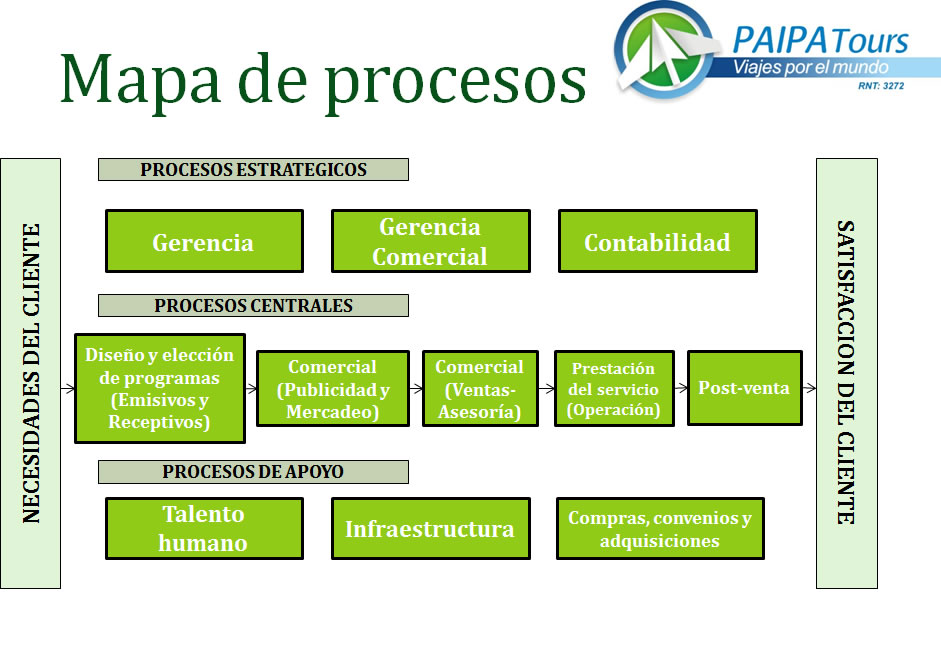 Mapa de procesos
PAIPA Tours
Viajes por el mundo
RNT: 3272
NECESIDADES DEL CLIENTE
PROCESOS ESTRATEGICOS
Gerencia
Gerencia
Comercial
Contabilidad
PROCESOS CENTRALES
Diseño y elección
de programas
(Emisivos y
Receptivos)
Comercial
(Publicidad y
Mercadeo)
Comercial
(Ventas-
Asesoría)
Prestación
del servicio
(Operación)
Post-venta
PROCESOS DE APOYO
Talento
humano
Infraestructura
Compras, convenios y
adquisiciones
SATISFACCION DEL CLIENTE